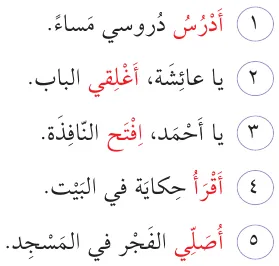 ١ أَدْرُسُ دُروسي مَساءً.
٢ يا عائِشَة، أَغْلِقي الباب.
٣ يا أَحْمَد، اِفْتَح النّافِذَة.
٤ أَقْرَأُ حِكايَة في البَيْت.
٥ أُصَلّي الفَجْر في المَسْجِد.